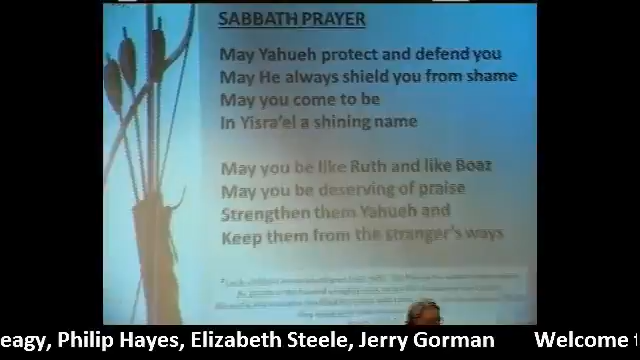 SABBATH PRAYER
May Yahueh protect and defend you
May He always shield you from shame
May you come to be
In Yisra'el a shining name
May you be like Ruth and like Boaz
May you be deserving of praise
Strengthen them Yahueh and
Keep them from the stranger's ways
eagy, Philip Hayes, Elizabeth Steele, Jerry Gorman Welcome t